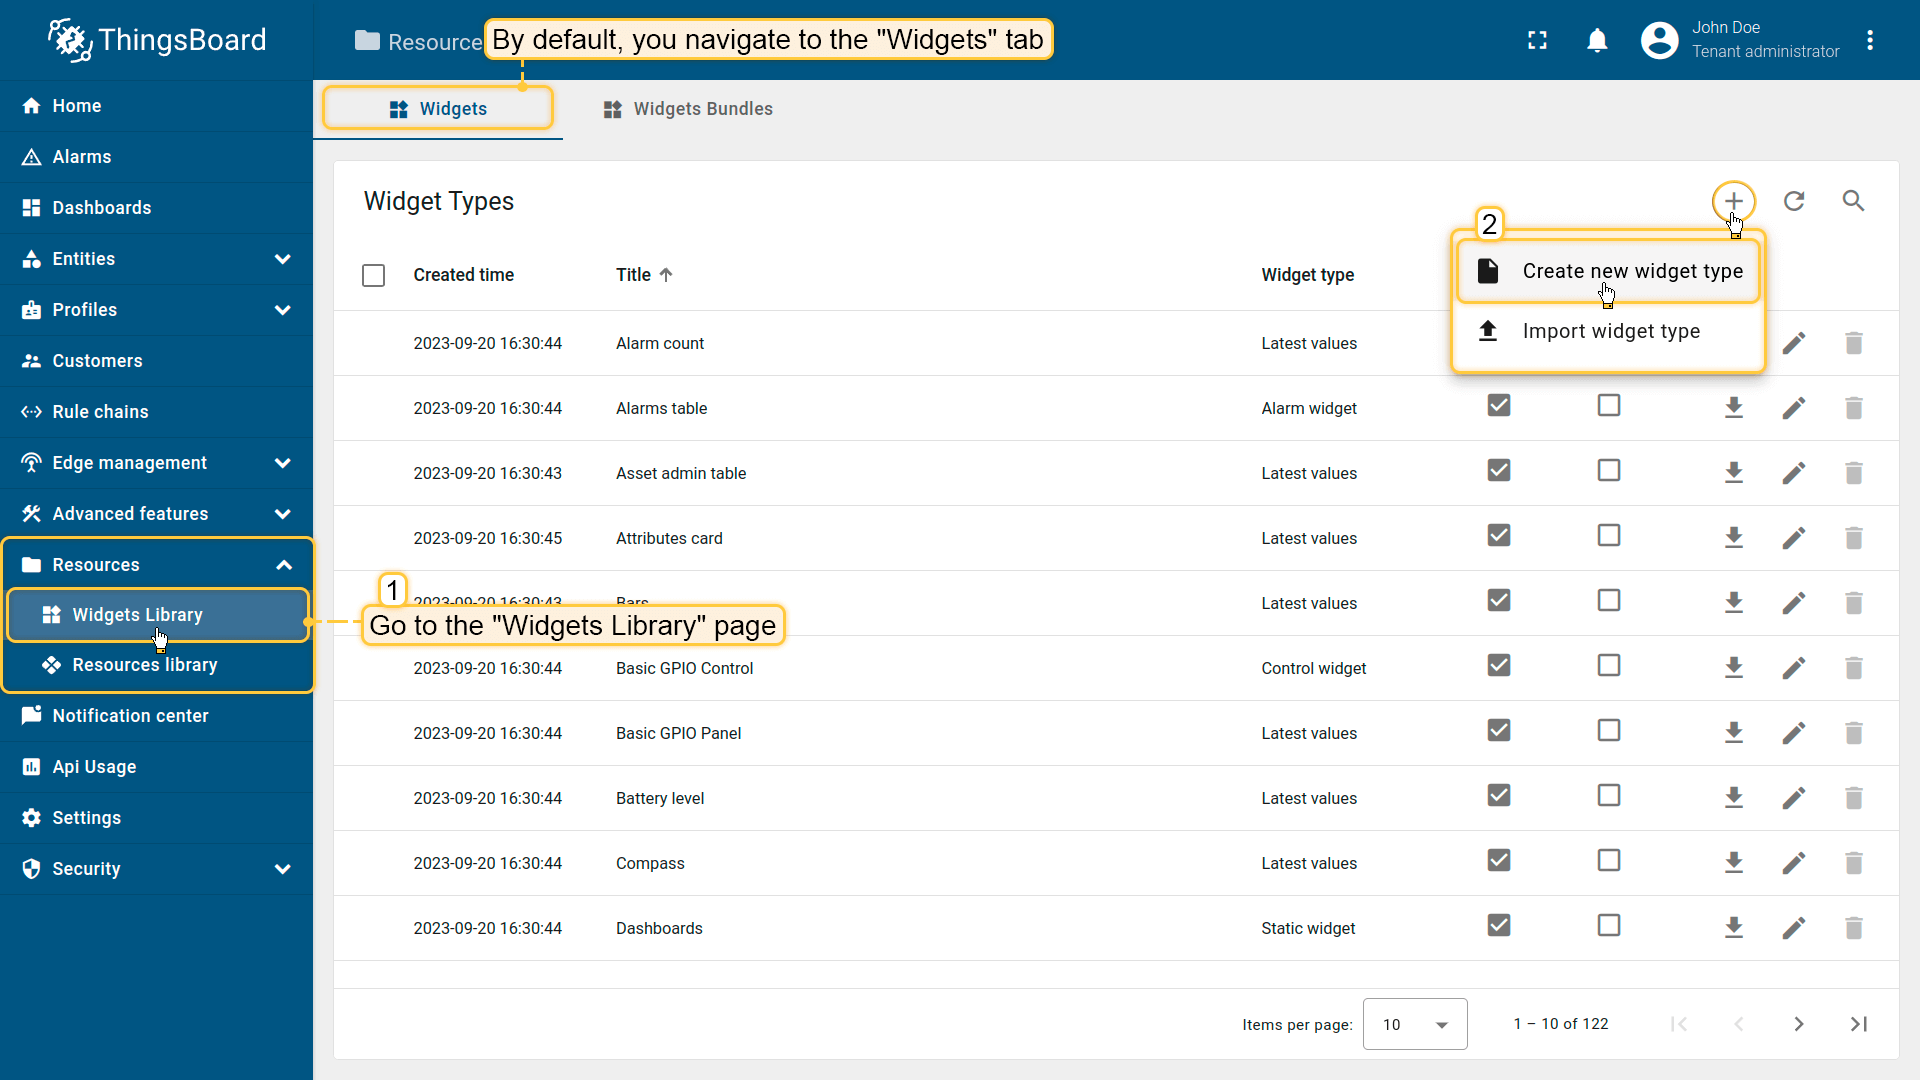 ThingsBoard
Resource
By default, you navigate to the "Widgets" tab
John Doe
Tenant administrator
Home
Alarms
Dashboards
Entities
Profiles
Customers
Rule chains
Edge management
Advanced features
Resources
Widgets Library
Resources library
Notification center
Api Usage
Settings
Security
Widgets
Widgets Bundles
Widget Types
2
Create new widget type
Import widget type
Created time Title Widget type
2023-09-20 16:30:44 Alarm count Latest values
2023-09-20 16:30:44 Alarms table Alarm widget
2023-09-20 16:30:43 Asset admin table Latest values
2023-09-20 16:30:45 Attributes card Latest values
1
2023-09-20 16:30:43 Bars Latest values
Go to the "Widgets Library" page
2023-09-20 16:30:44 Basic GPIO Control Control widget
2023-09-20 16:30:44 Basic GPIO Panel Latest values
2023-09-20 16:30:44 Battery level Latest values
2023-09-20 16:30:44 Compass Latest values
2023-09-20 16:30:44 Dashboards Static widget
Items per page: 10 1 – 10 of 122